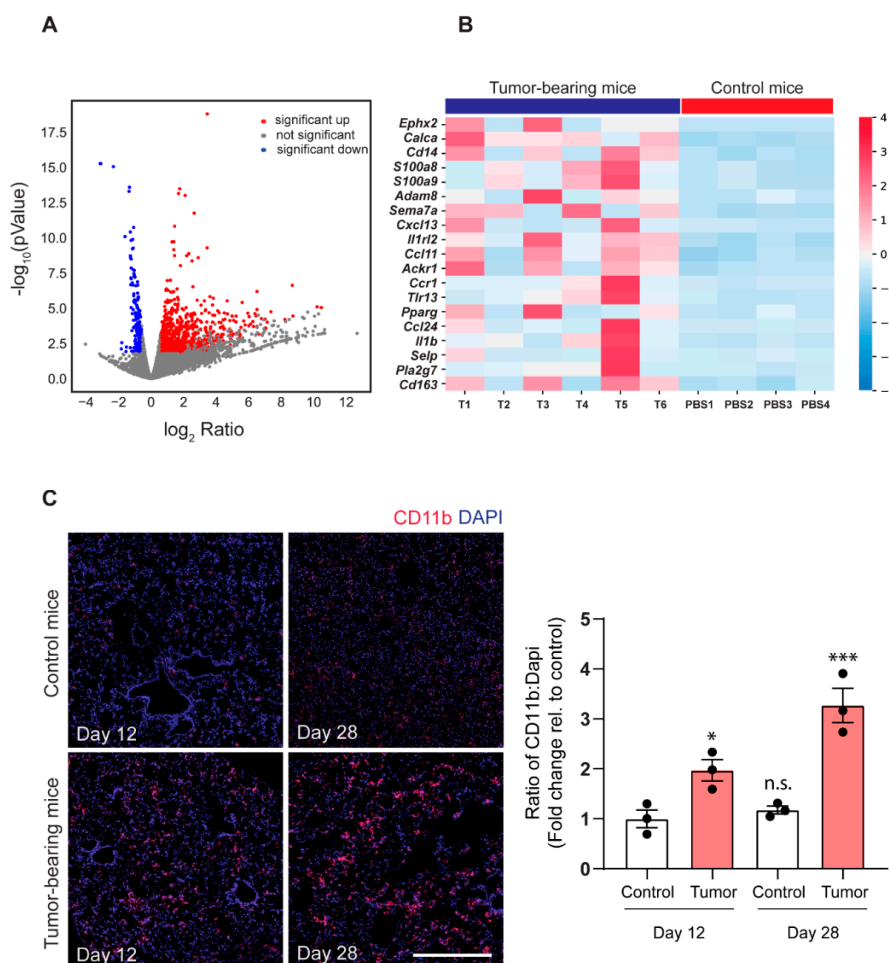 A
B
17.5
15.0
12.5
10.0
7.5
5.0
2.5
0.0
-log10(pValue)
significant up
not significant
significant down
−4
−2
0
2
4
6
8
10
12
log2 Ratio
Tumor-bearing mice
Control mice
Ephx2
Calca
Cd14
S100a8
S100a9
Adam8
Sema7a
Cxcl13
Il1rl2
Ccl11
Ackr1
Ccr1
Tlr13
Pparg
Ccl24
Il1b
Selp
Pla2g7
Cd163
T1
T2
T3
T4
T5
T6
PBS1
PBS2
PBS3
PBS4
4
3
2
1
0
C
CD11b DAPI
Control mice
Day 12
Day 28
Tumor-bearing mice
Day 12
Day 28
Ratio of CD11b:Dapi
(Fold change rel. to control)
5
4
3
2
1
0
*
n.s.
***
Control
Tumor
Control
Tumor
Day 12
Day 28